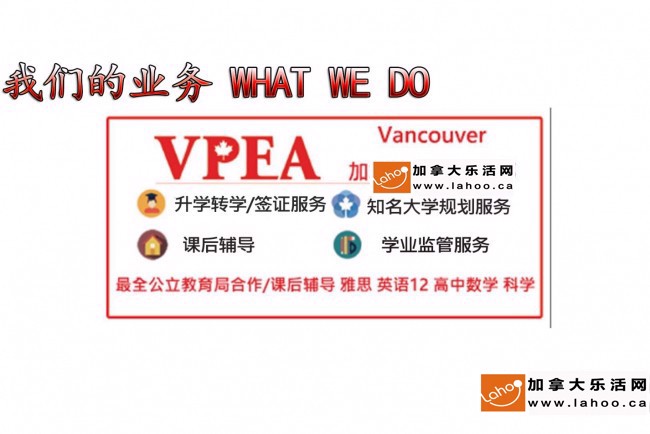 我们的业务 WHAT WE DO
Vancouver
VPEA 加
Lahoo 加拿大乐活网
www.lahoo.ca
升学转学/签证服务 知名大学规划服务
课后辅导 学业监管服务
最全公立教育局合作/课后辅导 雅思 英语12 高中数学 科学
Lahoo 加拿大乐活网
www.lahoo.ca